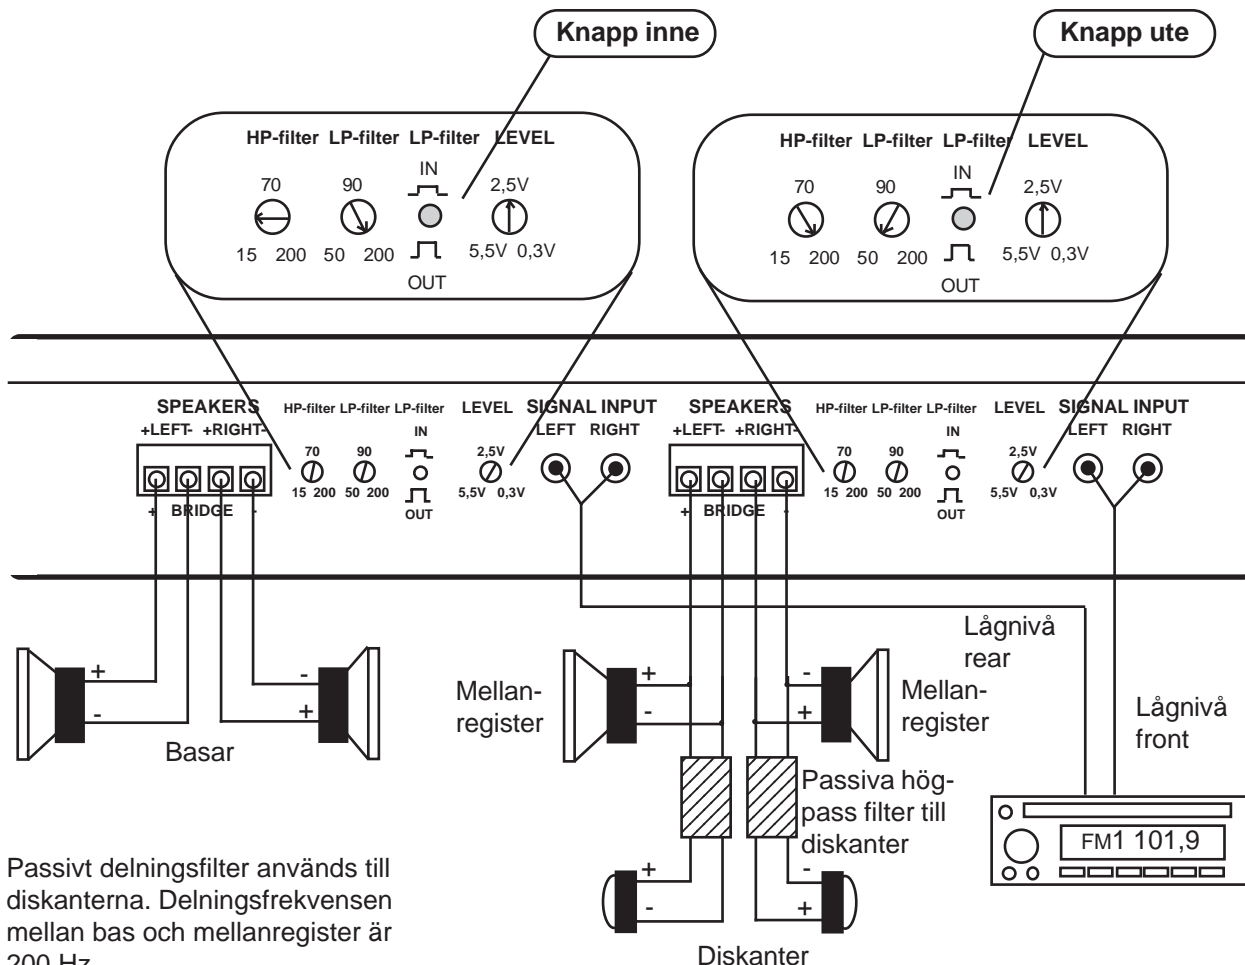 Knapp inne
Knapp ute
HP-filter LP-filter LP-filter LEVEL
IN
70 90 2,5V
15 200 50 200 5,5V 0,3V
OUT
HP-filter LP-filter LP-filter LEVEL
IN
70 90 2,5V
15 200 50 200 5,5V 0,3V
OUT
SPEAKERS HP-filter LP-filter LP-filter LEVEL SIGNAL INPUT
+LEFT- +RIGHT- IN LEFT RIGHT
70 90 2,5V
15 200 50 200 5,5V 0,3V
+ BRIDGE - OUT
SPEAKERS HP-filter LP-filter LP-filter LEVEL SIGNAL INPUT
+LEFT- +RIGHT- IN LEFT RIGHT
70 90 2,5V
15 200 50 200 5,5V 0,3V
+ BRIDGE - OUT
Lågnivå
rear
+ -
- +
Basar
Mellan-
register
+ -
- +
Mellan-
register
Lågnivå
front
Passiva hög-
pass filter till
diskanter
FM1 101,9
+ -
- +
Diskanter
Passivt delningsfilter används till
diskanterna. Delningsfrekvensen
mellan bas och mellanregister är
200 Hz